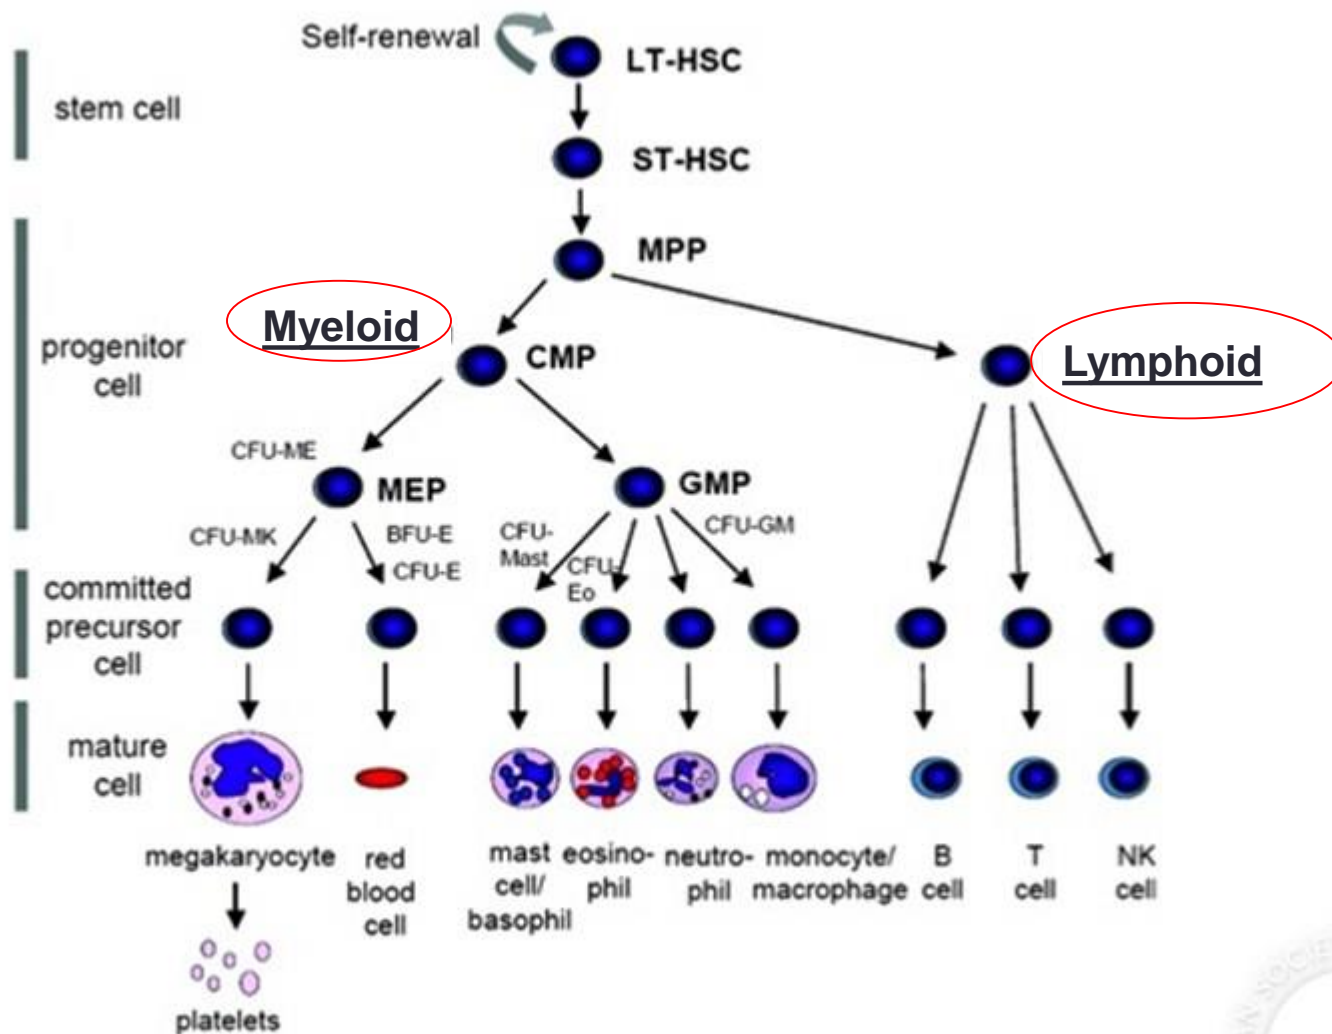 Self-renewal
LT-HSC
stem cell
ST-HSC
MPP
Myeloid
progenitor
cell
CMP
Lymphoid
CFU-ME
MEP
GMP
CFU-MK
BFU-E
CFU-E
CFU-
Mast
CFU-
Eo
CFU-GM
committed
precursor
cell
mature
cell
megakaryocyte
red
blood
cell
mast
cell/
basophil
eosino-
phil
neutro-
phil
monocyte/
macrophage
B
cell
T
cell
NK
cell
platelets